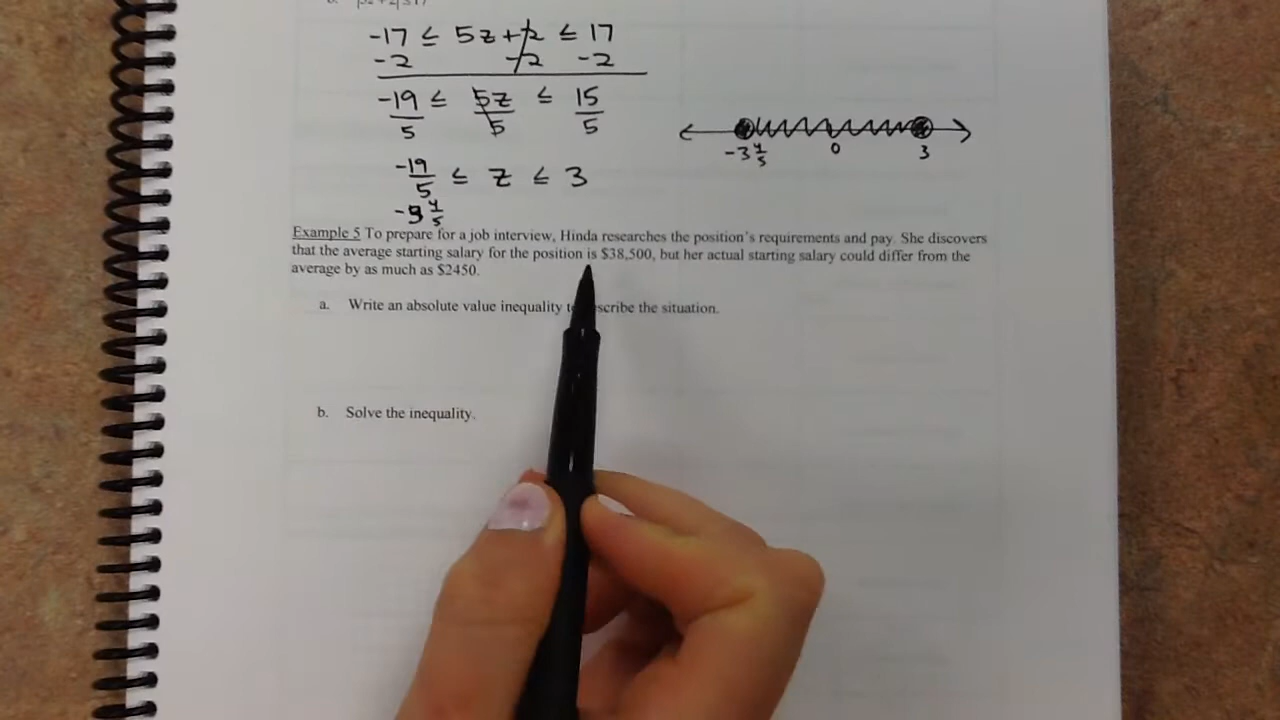 -17 ≤ 5z + 2 ≤ 17
-2 -2 -2
-19 ≤ 5z ≤ 15
5 5 5
-3 4/5 0 3
-19/5 ≤ z ≤ 3
-3 4/5
Example 5 To prepare for a job interview, Hinda researches the position's requirements and pay. She discovers
that the average starting salary for the position is $38,500, but her actual starting salary could differ from the
average by as much as $2450.
a. Write an absolute value inequality scribe the situation.
b. Solve the inequality.